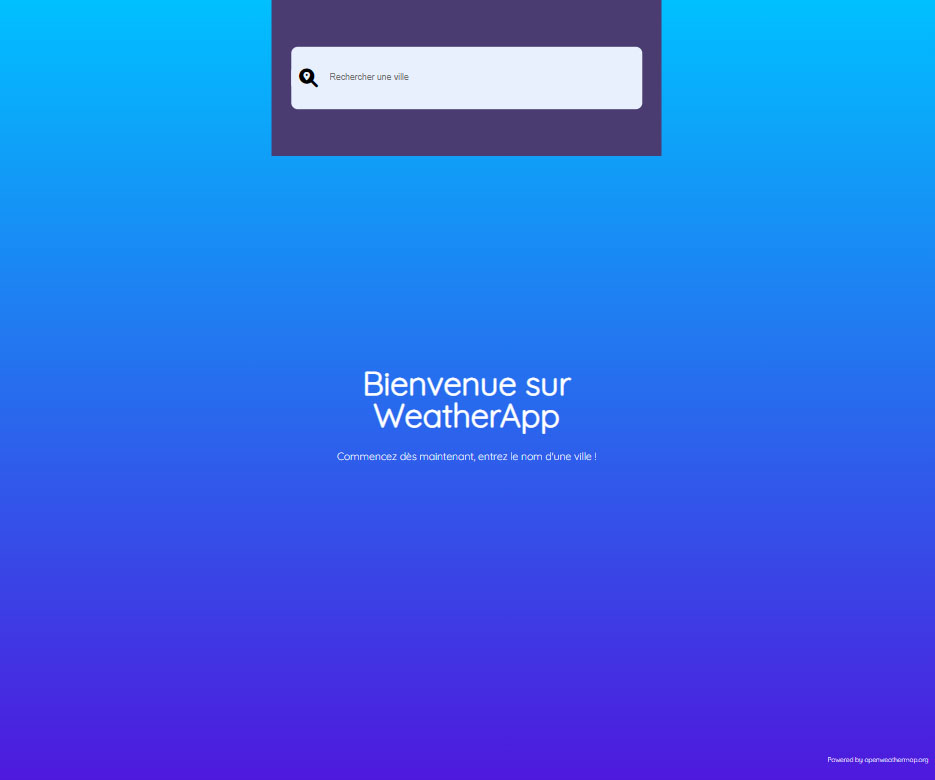 Rechercher une ville
Bienvenue sur
WeatherApp
Commencez dès maintenant, entrez le nom d'une ville !
Powered by openweathermap.org